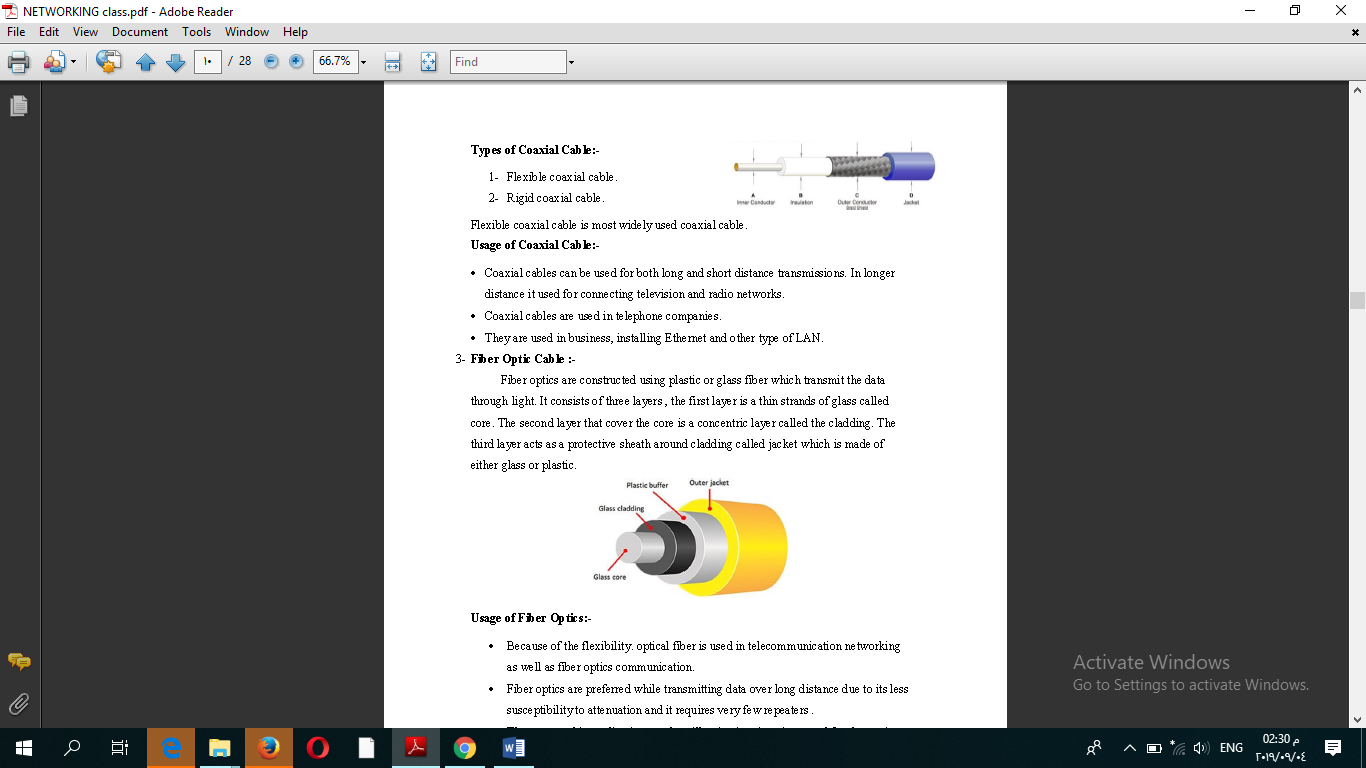 NETWORKING class.pdf - Adobe Reader
File Edit View Document Tools Window Help
١٠ / 28 66.7% Find
Types of Coaxial Cable:-
1- Flexible coaxial cable.
2- Rigid coaxial cable.
A B C D
Inner Conductor Insulation Outer Conductor Jacket
Braid Shield
Flexible coaxial cable is most widely used coaxial cable.
Usage of Coaxial Cable:-
• Coaxial cables can be used for both long and short distance transmissions. In longer
distance it used for connecting television and radio networks.
• Coaxial cables are used in telephone companies.
• They are used in business, installing Ethernet and other type of LAN.
3- Fiber Optic Cable :-
Fiber optics are constructed using plastic or glass fiber which transmit the data
through light. It consists of three layers , the first layer is a thin strands of glass called
core. The second layer that cover the core is a concentric layer called the cladding. The
third layer acts as a protective sheath around cladding called jacket which is made of
either glass or plastic.
Outer jacket
Plastic buffer
Glass cladding
Glass core
Usage of Fiber Optics:-
• Because of the flexibility. optical fiber is used in telecommunication networking
as well as fiber optics communication.
• Fiber optics are preferred while transmitting data over long distance due to its less
susceptibility to attenuation and it requires very few repeaters .
Activate Windows
Go to Settings to activate Windows.
ENG
02:30 م
٢٠١٩/٠٩/٠٤